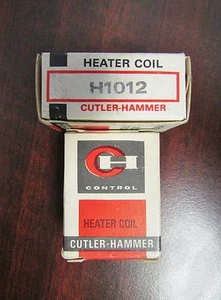 HEATER COIL
H1012
CUTLER-HAMMER
CH
CONTROL
HEATER COIL
CUTLER-HAMMER